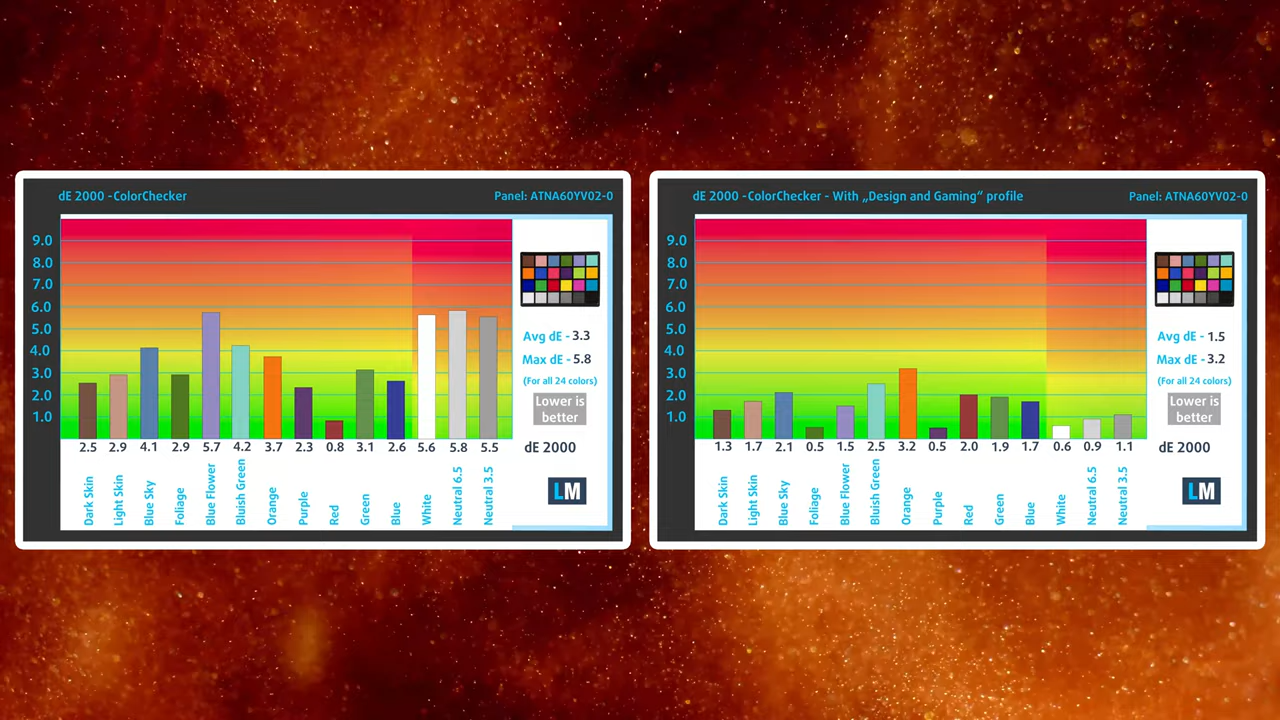 dE 2000 -ColorChecker
Panel: ATNA60YV02-0
9.0
8.0
7.0
6.0
5.0
4.0
3.0
2.0
1.0
2.5 2.9 4.1 2.9 5.7 4.2 3.7 2.3 0.8 3.1 2.6 5.6 5.8 5.5
Dark Skin
Light Skin
Blue Sky
Foliage
Blue Flower
Bluish Green
Orange
Purple
Red
Green
Blue
White
Neutral 6.5
Neutral 3.5
Avg dE - 3.3
Max dE - 5.8
(For all 24 colors)
Lower is
better
dE 2000
LM
dE 2000 -ColorChecker - With „Design and Gaming“ profile
Panel: ATNA60YV02-0
9.0
8.0
7.0
6.0
5.0
4.0
3.0
2.0
1.0
1.3 1.7 2.1 0.5 1.5 2.5 3.2 0.5 2.0 1.9 1.7 0.6 0.9 1.1
Dark Skin
Light Skin
Blue Sky
Foliage
Blue Flower
Bluish Green
Orange
Purple
Red
Green
Blue
White
Neutral 6.5
Neutral 3.5
Avg dE - 1.5
Max dE - 3.2
(For all 24 colors)
Lower is
better
dE 2000
LM